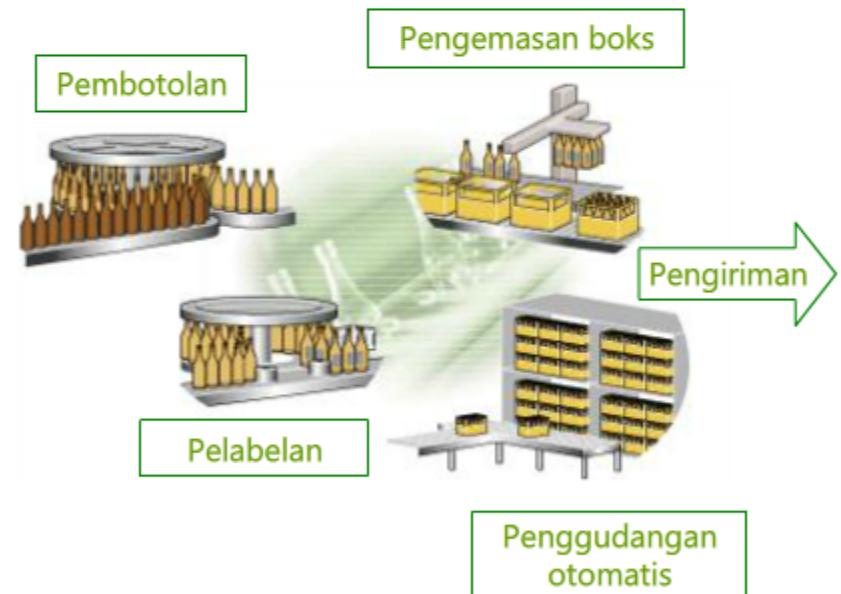 Pengemasan boks
Pembotolan
Pengiriman
Pelabelan
Penggudangan
otomatis